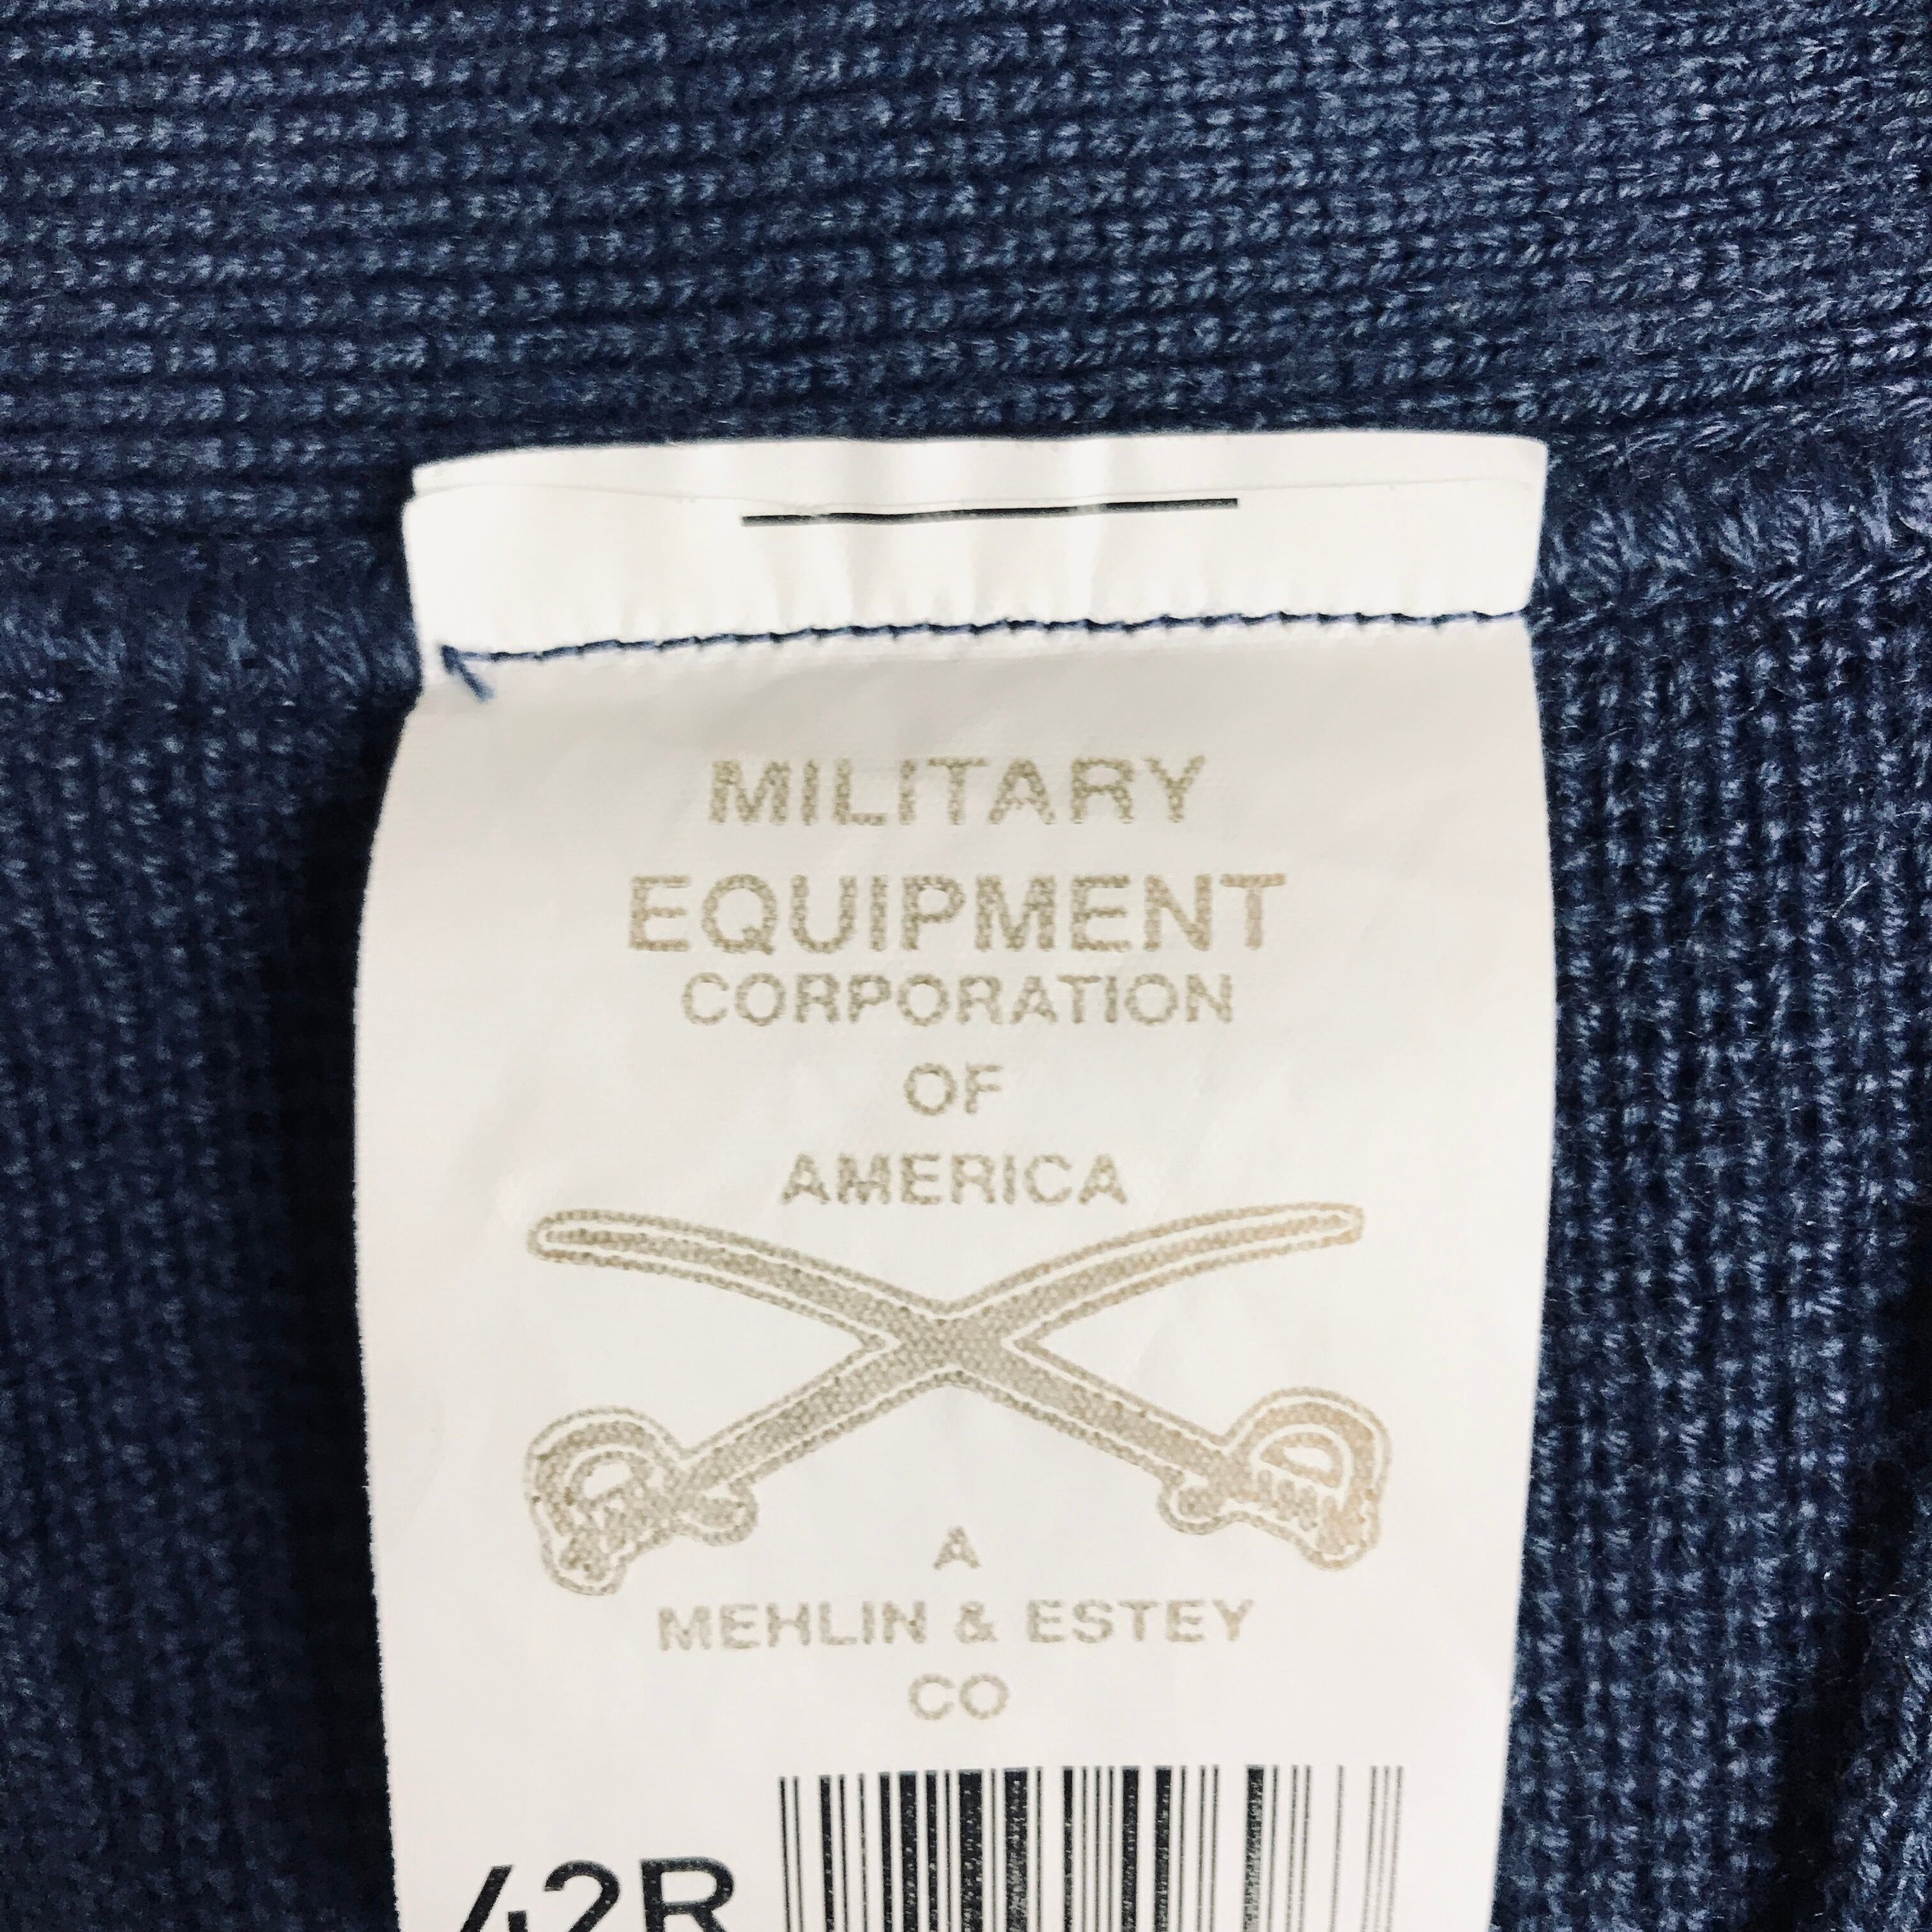 MILITARY
EQUIPMENT
CORPORATION
OF
AMERICA
A
MEHLIN & ESTEY
CO
42R